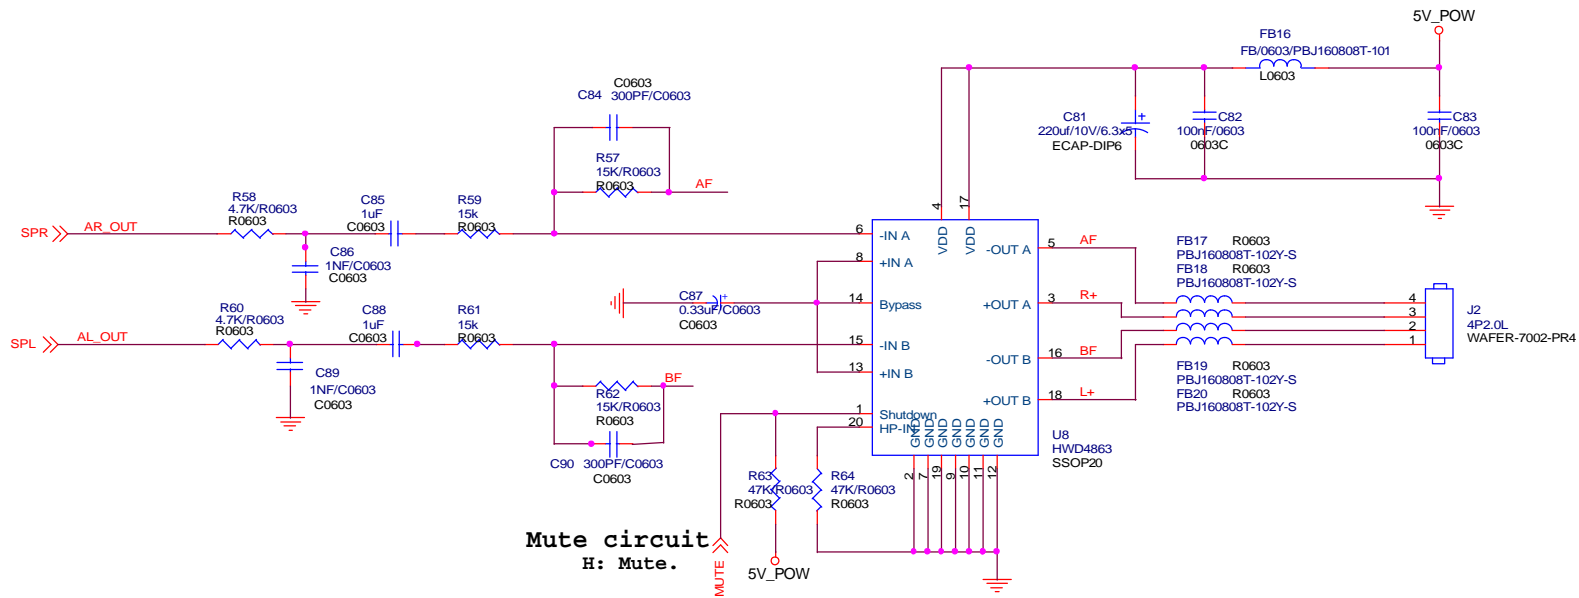 5V_POW
FB16
FB/0603/PBJ160808T-101
L0603
C0603
C84 300PF/C0603
C81
220uf/10V/6.3x5
ECAP-DIP6
C82
100nF/0603
0603C
C83
100nF/0603
0603C
R57
15K/R0603
R0603
AF
R58
4.7K/R0603
R0603
C85
1uF
C0603
R59
15k
R0603
SPR
AR_OUT
C86
1NF/C0603
C0603
4
17
6
8
14
15
13
1
20
-IN A
+IN A
Bypass
-IN B
+IN B
Shutdown
HP-IN
VDD
VDD
-OUT A
+OUT A
-OUT B
+OUT B
5
3
16
18
AF
R+
BF
L+
FB17 R0603
PBJ160808T-102Y-S
FB18 R0603
PBJ160808T-102Y-S
4
3
2
1
J2
4P2.0L
WAFER-7002-PR4
FB19 R0603
PBJ160808T-102Y-S
FB20 R0603
PBJ160808T-102Y-S
C87
+
0.33uF/C0603
C0603
R60
4.7K/R0603
R0603
C88
1uF
C0603
R61
15k
R0603
SPL
AL_OUT
C89
1NF/C0603
C0603
BF
R62
15K/R0603
R0603
C90 300PF/C0603
C0603
GND
GND
GND
GND
GND
GND
GND
2
7
19
9
10
11
12
U8
HWD4863
SSOP20
R63
47K/R0603
R0603
R64
47K/R0603
R0603
Mute circuit
H: Mute.
MUTE
5V_POW